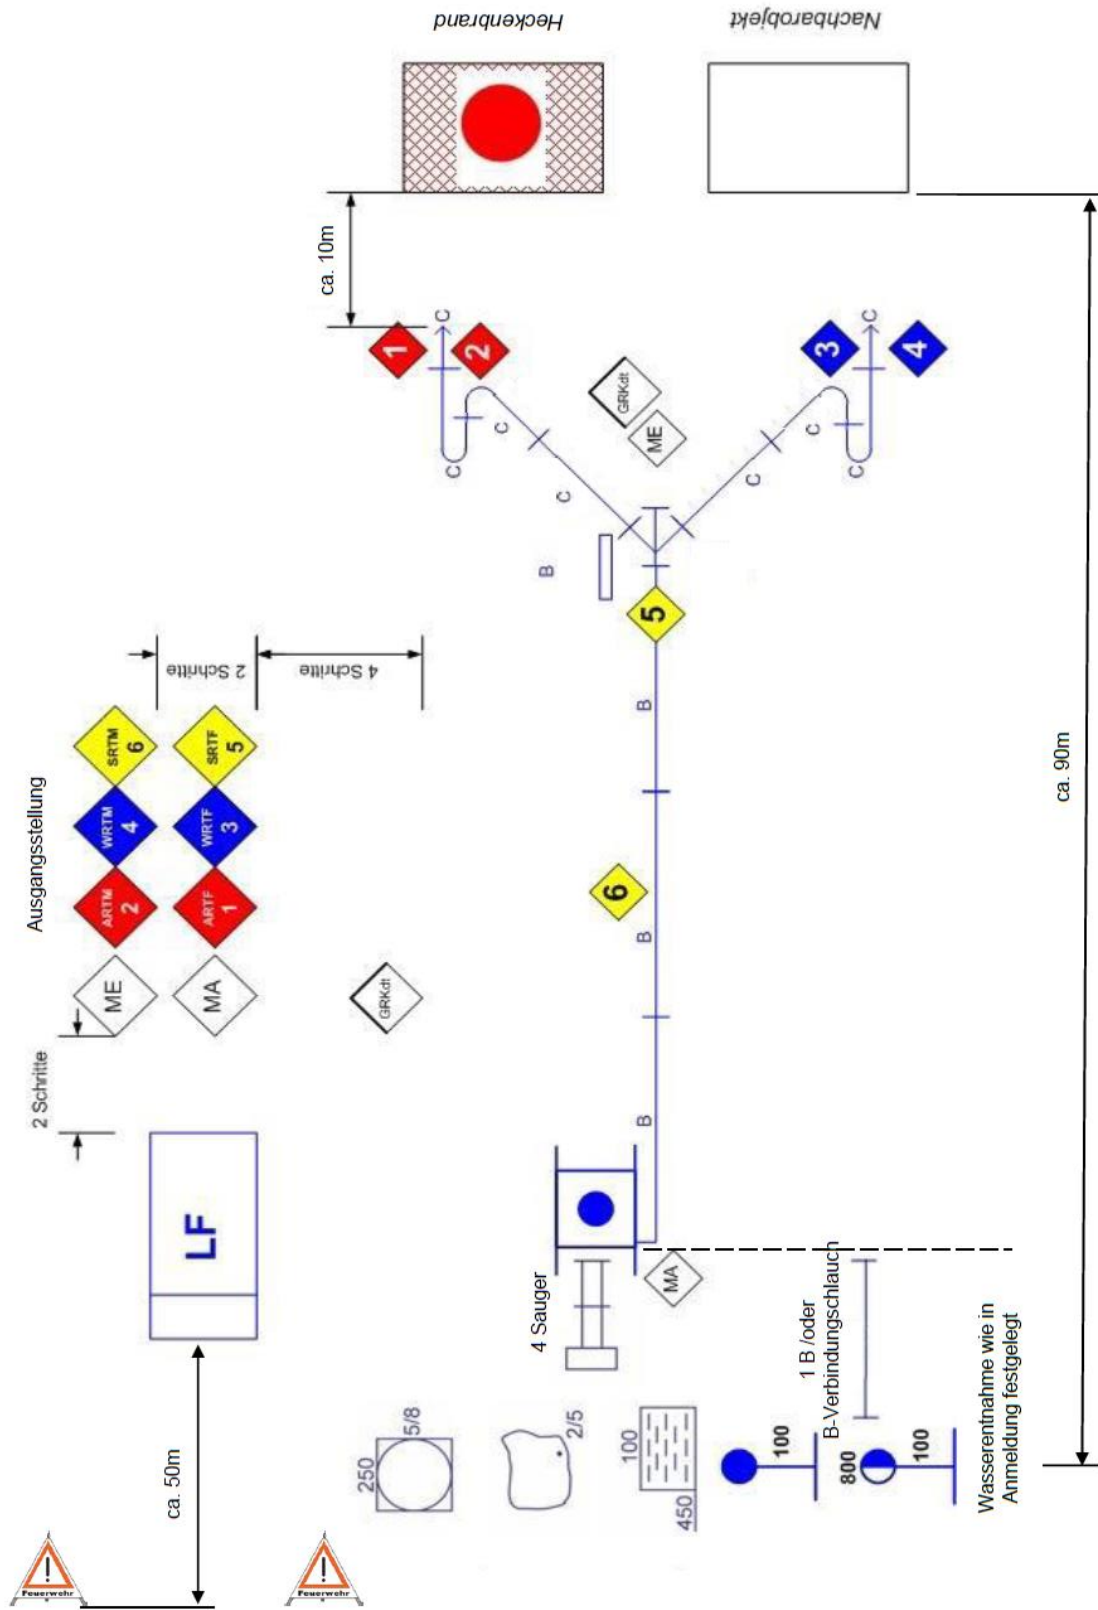 Heckenbrand
Nachbarobjekt
ca. 10m
1
2
C
C
C
C
GRKdt
ME
3
4
C
C
C
C
B
5
B
6
B
B
ca. 90m
Ausgangsstellung
2 Schritte
4 Schritte
ME
ARTM
2
WRTM
4
SRTM
6
MA
ARTF
1
WRTF
3
SRTF
5
GRKdt
2 Schritte
LF
ca. 50m
4 Sauger
MA
1 B /oder
B-Verbindungschlauch
250
5/8
2/5
100
450
100
800
100
Wasserentnahme wie in
Anmeldung festgelegt
Feuerwehr
Feuerwehr